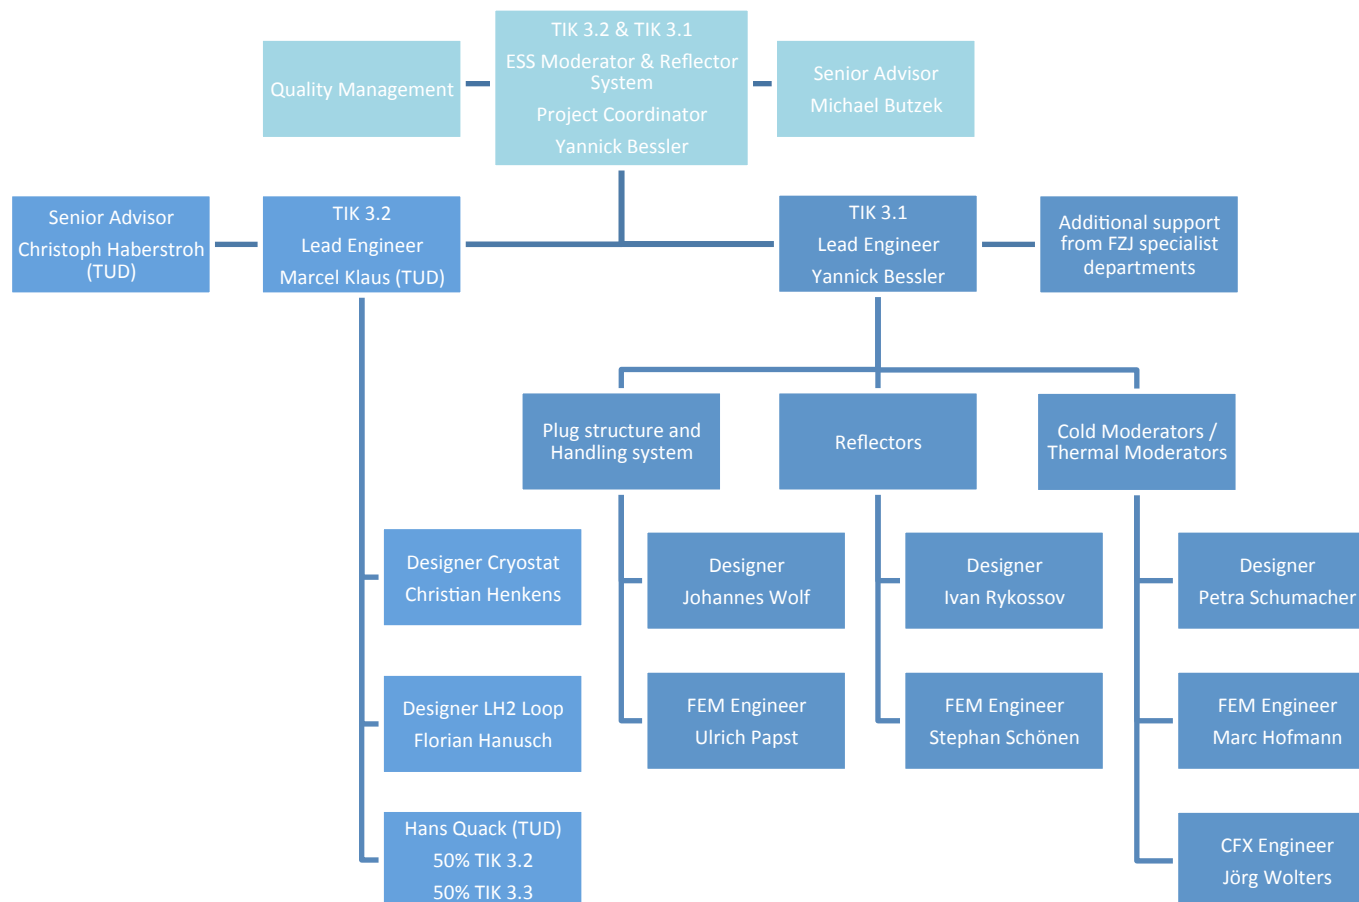 TIK 3.2 & TIK 3.1
ESS Moderator & Reflector
System
Project Coordinator
Yannick Bessler
Quality Management
Senior Advisor
Michael Butzek
Senior Advisor
Christoph Haberstroh
(TUD)
TIK 3.2
Lead Engineer
Marcel Klaus (TUD)
TIK 3.1
Lead Engineer
Yannick Bessler
Additional support
from FZJ specialist
departments
Plug structure and
Handling system
Reflectors
Cold Moderators /
Thermal Moderators
Designer Cryostat
Christian Henkens
Designer
Johannes Wolf
Designer
Ivan Rykossov
Designer
Petra Schumacher
Designer LH2 Loop
Florian Hanusch
FEM Engineer
Ulrich Papst
FEM Engineer
Stephan Schönen
FEM Engineer
Marc Hofmann
Hans Quack (TUD)
50% TIK 3.2
50% TIK 3.3
CFX Engineer
Jörg Wolters